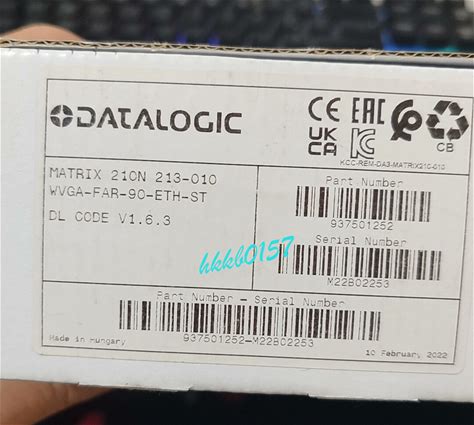 DATALOGIC
CE EAC
UK
CA
CB
KCC-REM-DA3-MATRIX210-010
MATRIX 210N 213-010
WVGA-FAR-90-ETH-ST
DL CODE V1.6.3
Part Number
937501252
Serial Number
M22B02253
hkkb0157
Part Number - Serial Number
937501252-M22B02253
Made in Hungary
10 February 2022